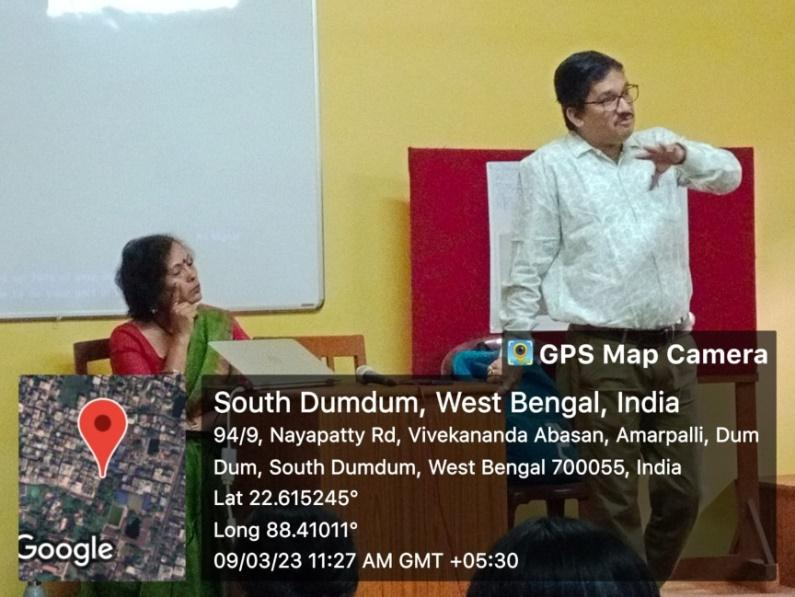 GPS Map Camera
South Dumdum, West Bengal, India
94/9, Nayapatty Rd, Vivekananda Abasan, Amarpalli, Dum
Dum, South Dumdum, West Bengal 700055, India
Lat 22.615245°
Long 88.41011°
09/03/23 11:27 AM GMT +05:30
Google